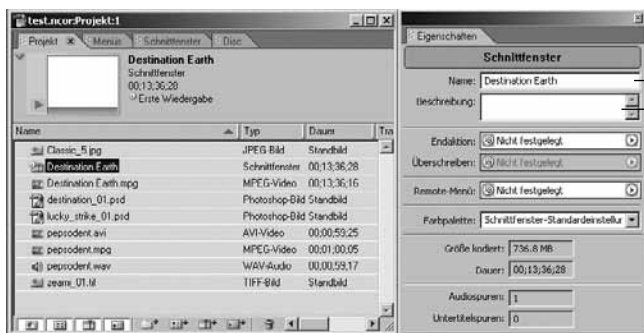 test.ncor:Projekt:1
Projekt Menüs Schnittfenster Disc
Destination Earth
Schnittfenster
00;13;36;28
Erste Wiedergabe
Name Typ Dauer Tra
Classic_5.jpg JPEG-Bild Standbild
Destination Earth Schnittfenster 00;13;36;28
Destination Earth.mpg MPEG-Video 00;13;36;16
destination_01.psd Photoshop-Bild Standbild
lucky_strike_01.psd Photoshop-Bild Standbild
pepsodent.avi AVI-Video 00;00;59;25
pepsodent.mpg MPEG-Video 00;01;00;05
pepsodent.wav WAV-Audio 00;00;59;17
zeami_01.tif TIFF-Bild Standbild
Eigenschaften
Schnittfenster
Name: Destination Earth
Beschreibung:
Endaktion: Nicht festgelegt
Überschreiben: Nicht festgelegt
Remote-Menü: Nicht festgelegt
Farbpalette: Schnittfenster-Standardeinstellur
Größe kodiert: 736.8 MB
Dauer: 00;13;36;28
Audiospuren: 1
Untertitelspuren: 0